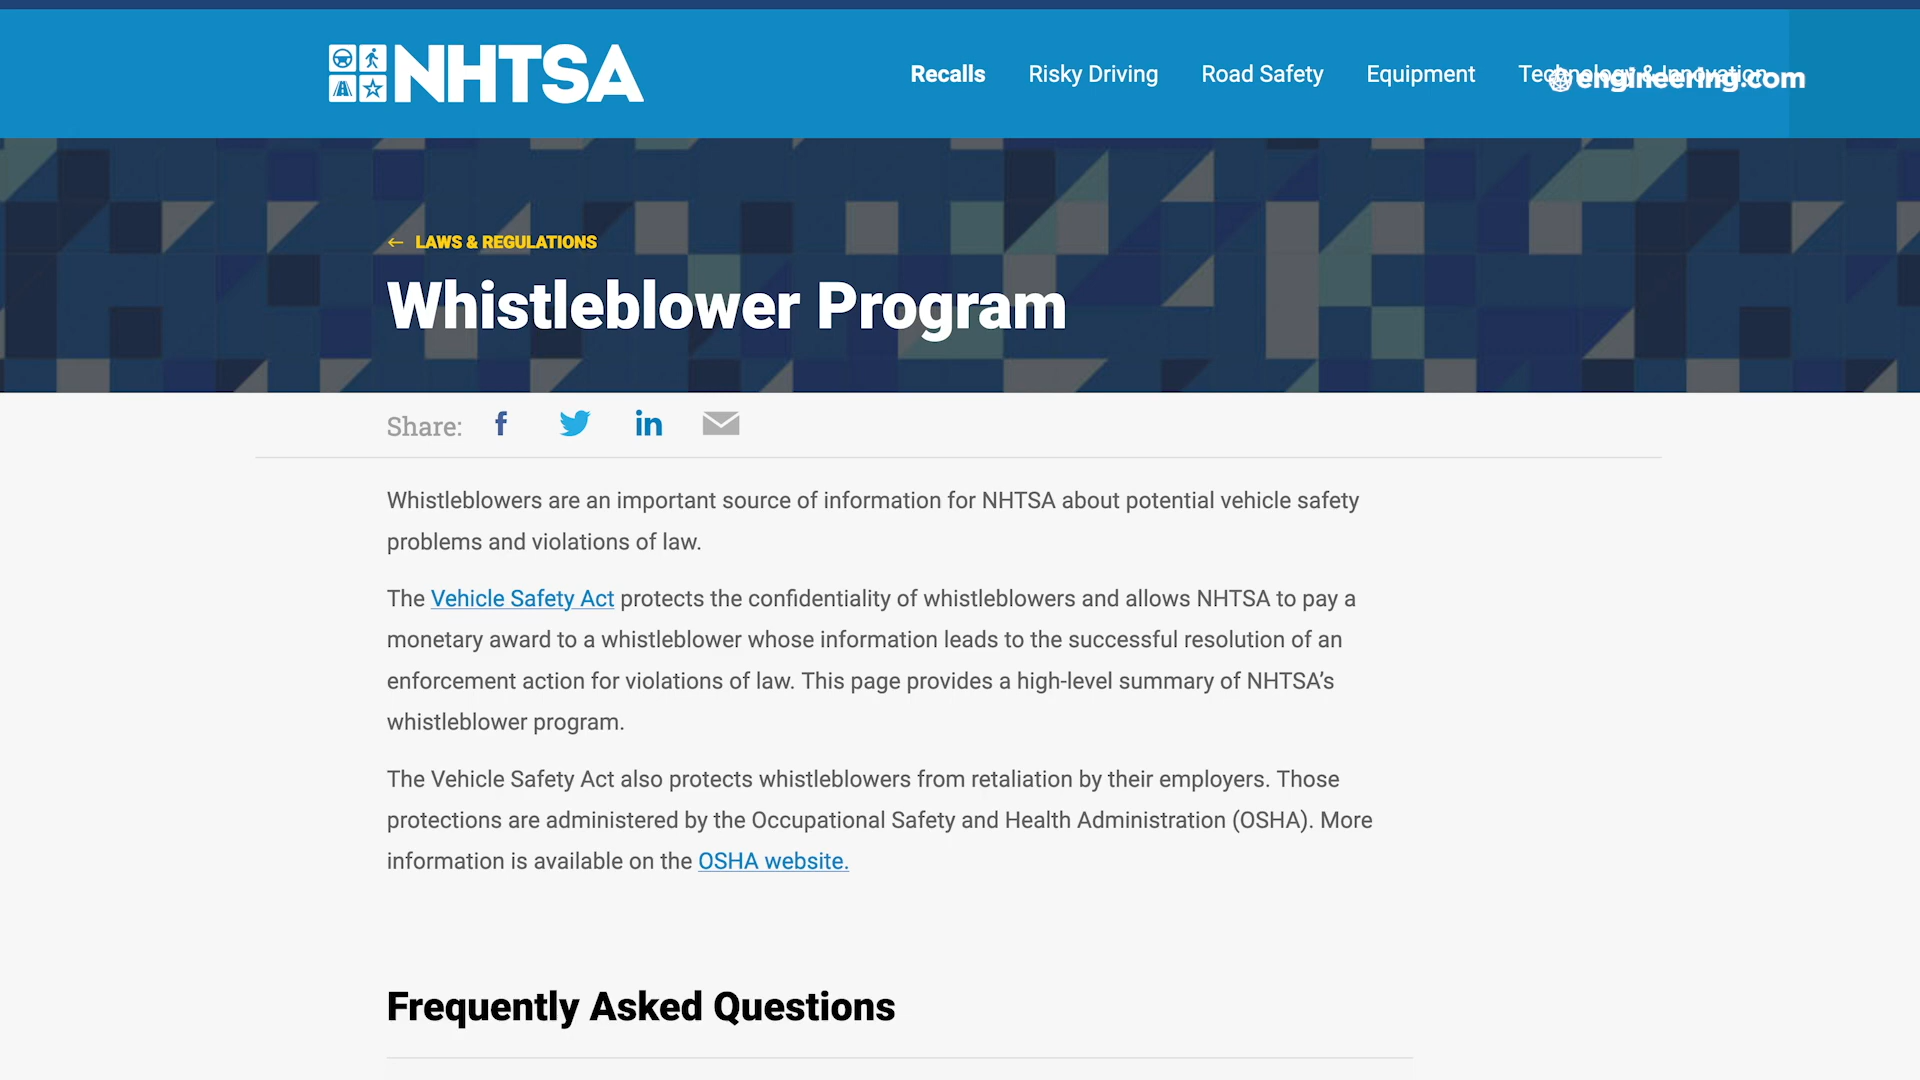 NHTSA
Recalls Risky Driving Road Safety Equipment Technology & Innovation
engineering.com
← LAWS & REGULATIONS
Whistleblower Program
Share:
Whistleblowers are an important source of information for NHTSA about potential vehicle safety
problems and violations of law.
The Vehicle Safety Act protects the confidentiality of whistleblowers and allows NHTSA to pay a
monetary award to a whistleblower whose information leads to the successful resolution of an
enforcement action for violations of law. This page provides a high-level summary of NHTSA’s
whistleblower program.
The Vehicle Safety Act also protects whistleblowers from retaliation by their employers. Those
protections are administered by the Occupational Safety and Health Administration (OSHA). More
information is available on the OSHA website.
Frequently Asked Questions